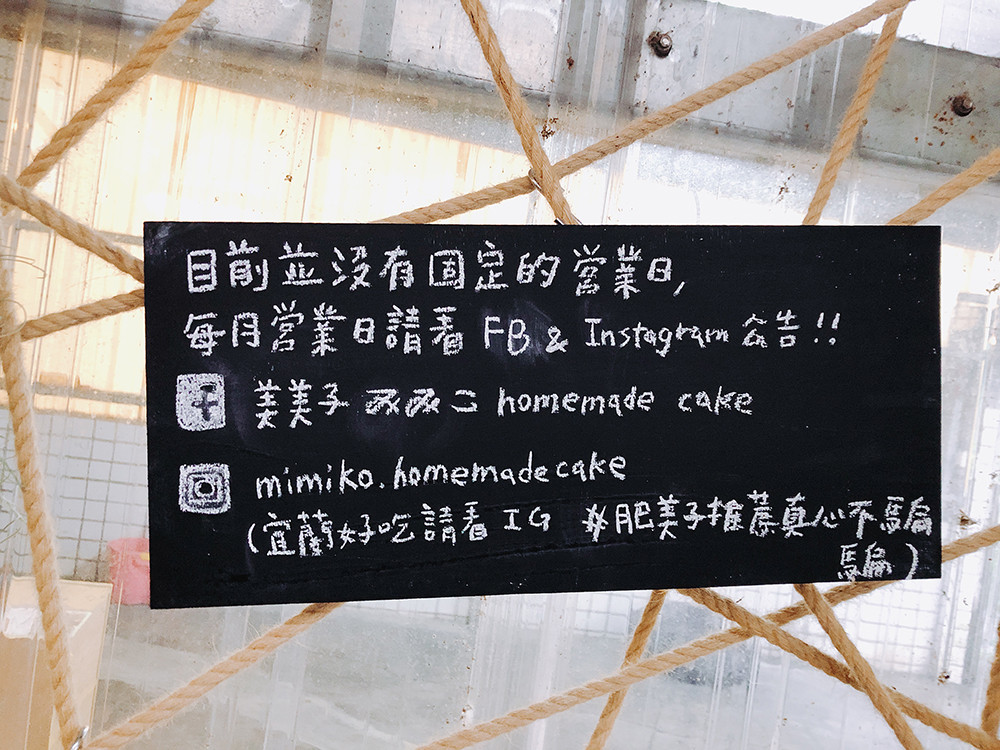 目前並沒有固定的營業日,
每月營業日請看 FB & Instagram 公告!!
美美子 みみこ homemade cake
mimiko.homemadecake
(宜蘭好吃請看 IG #肥美子推薦真心不騙
騙)